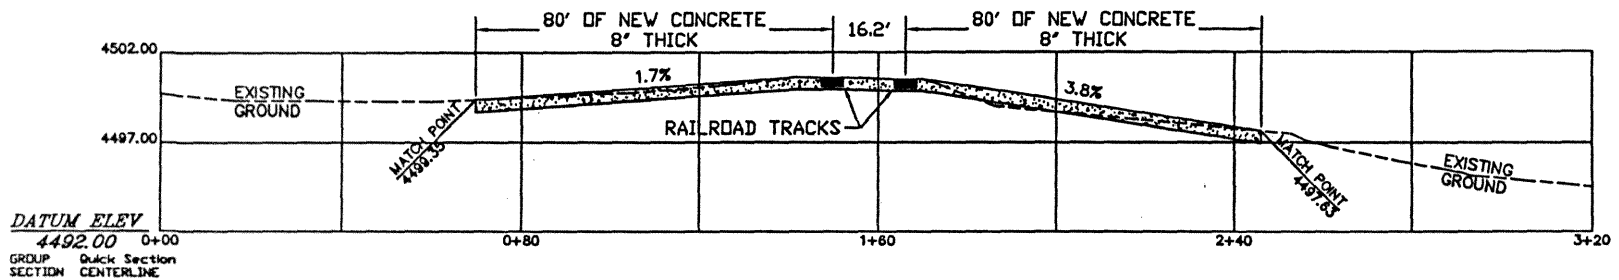 80' OF NEW CONCRETE
8" THICK
16.2'
80' OF NEW CONCRETE
8" THICK
4502.00
1.7%
3.8%
EXISTING
GROUND
RAILROAD TRACKS
4497.00
MATCH POINT
4499.35
MATCH POINT
4497.63
EXISTING
GROUND
DATUM ELEV
4492.00
0+00
0+80
1+60
2+40
3+20
GROUP Quick Section
SECTION CENTERLINE